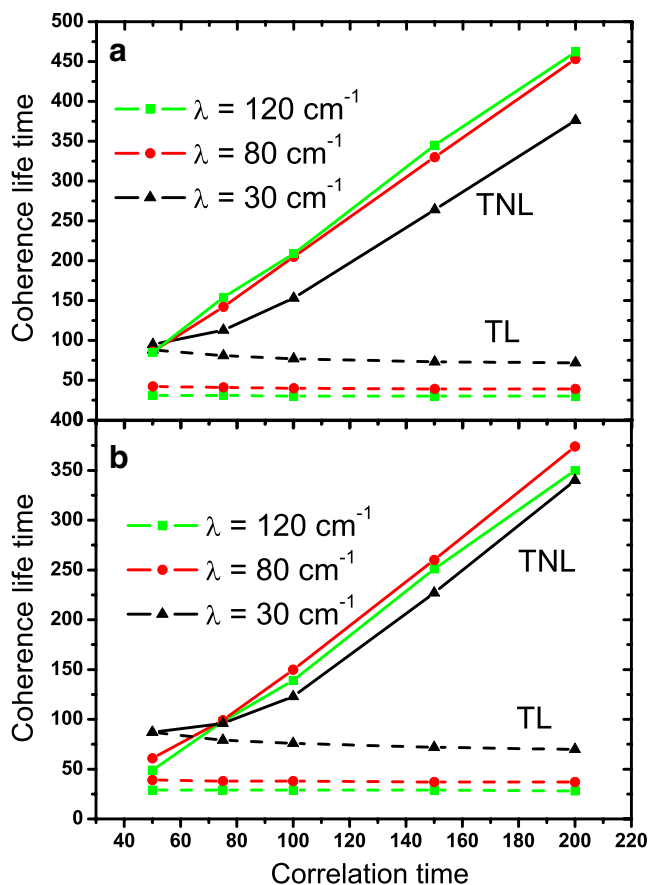 500
450
400
350
300
250
200
150
100
50
400
350
300
250
200
150
100
50
0
Coherence life time
Coherence life time
a
λ = 120 cm⁻¹
λ = 80 cm⁻¹
λ = 30 cm⁻¹
TNL
TL
b
λ = 120 cm⁻¹
λ = 80 cm⁻¹
λ = 30 cm⁻¹
TNL
TL
40 60 80 100 120 140 160 180 200 220
Correlation time